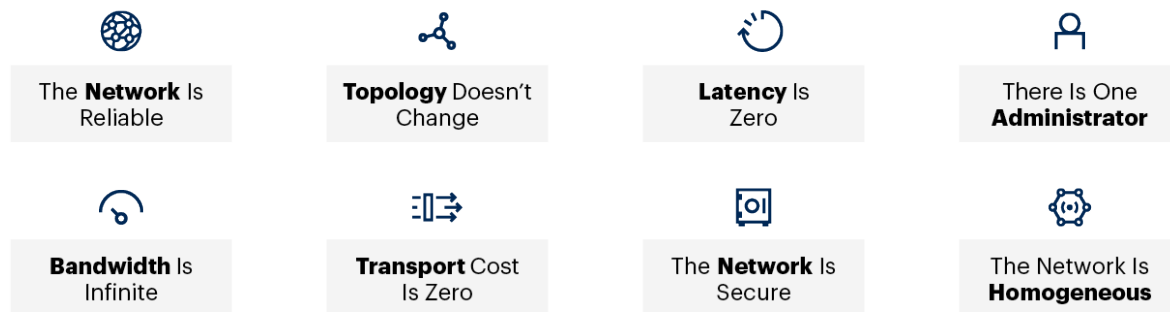 The Network Is
Reliable
Topology Doesn’t
Change
Latency Is
Zero
There Is One
Administrator
Bandwidth Is
Infinite
Transport Cost
Is Zero
The Network Is
Secure
The Network Is
Homogeneous